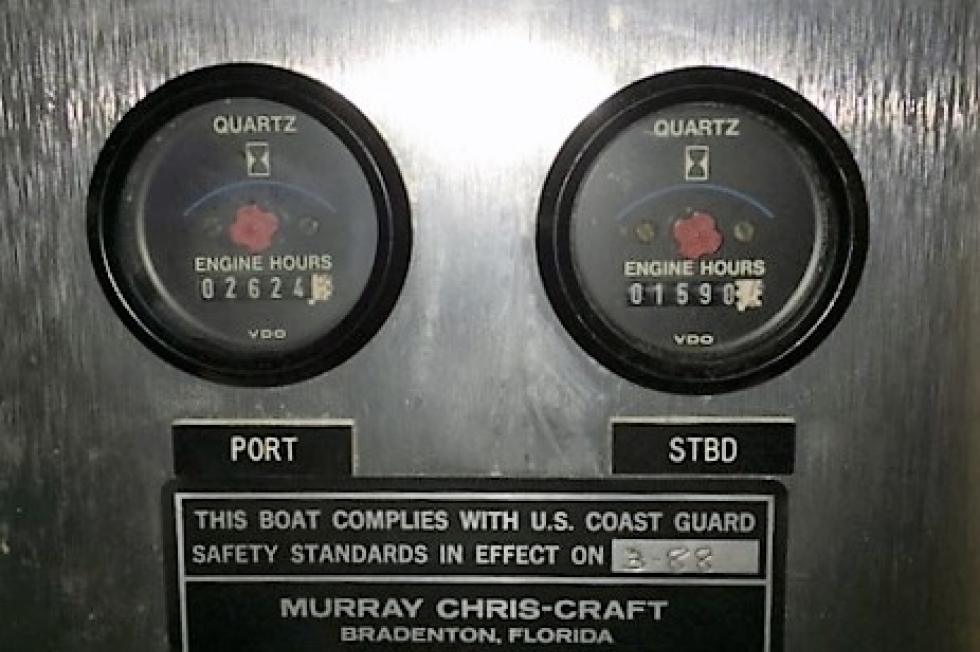 QUARTZ
ENGINE HOURS
02624
VDO
QUARTZ
ENGINE HOURS
01590
VDO
PORT
STBD
THIS BOAT COMPLIES WITH U.S. COAST GUARD
SAFETY STANDARDS IN EFFECT ON 3-88
MURRAY CHRIS-CRAFT
BRADENTON, FLORIDA